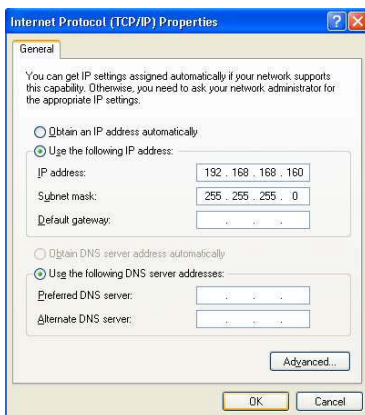 Internet Protocol (TCP/IP) Properties
General
You can get IP settings assigned automatically if your network supports
this capability. Otherwise, you need to ask your network administrator for
the appropriate IP settings.
Obtain an IP address automatically
Use the following IP address:
IP address: 192 . 168 . 168 . 160
Subnet mask: 255 . 255 . 255 . 0
Default gateway: . . .
Obtain DNS server address automatically
Use the following DNS server addresses:
Preferred DNS server: . . .
Alternate DNS server: . . .
Advanced...
OK Cancel